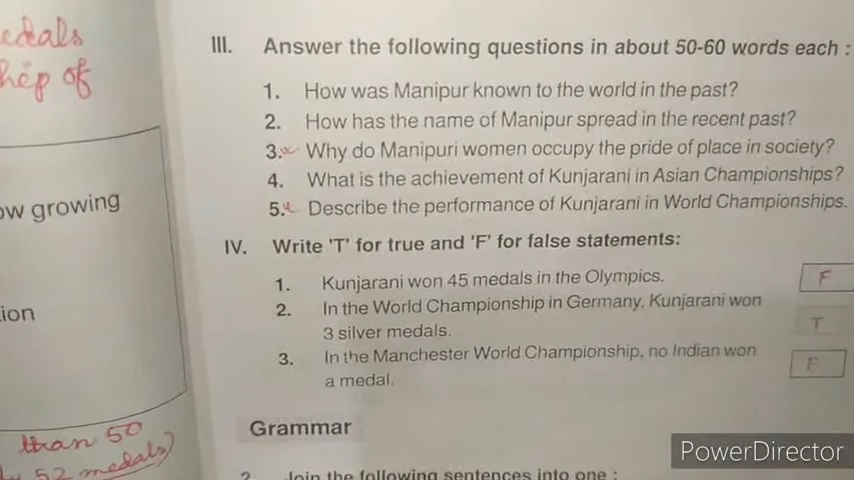 edals
hip of
III. Answer the following questions in about 50-60 words each :
1. How was Manipur known to the world in the past?
2. How has the name of Manipur spread in the recent past?
3. Why do Manipuri women occupy the pride of place in society?
4. What is the achievement of Kunjarani in Asian Championships?
5. Describe the performance of Kunjarani in World Championships.
ow growing
IV. Write 'T' for true and 'F' for false statements:
1. Kunjarani won 45 medals in the Olympics. F
2. In the World Championship in Germany, Kunjarani won
3 silver medals. T
ion
3. In the Manchester World Championship, no Indian won
a medal. F
Grammar
than 50
52 medals)
2. Join the following sentences into one :
PowerDirector